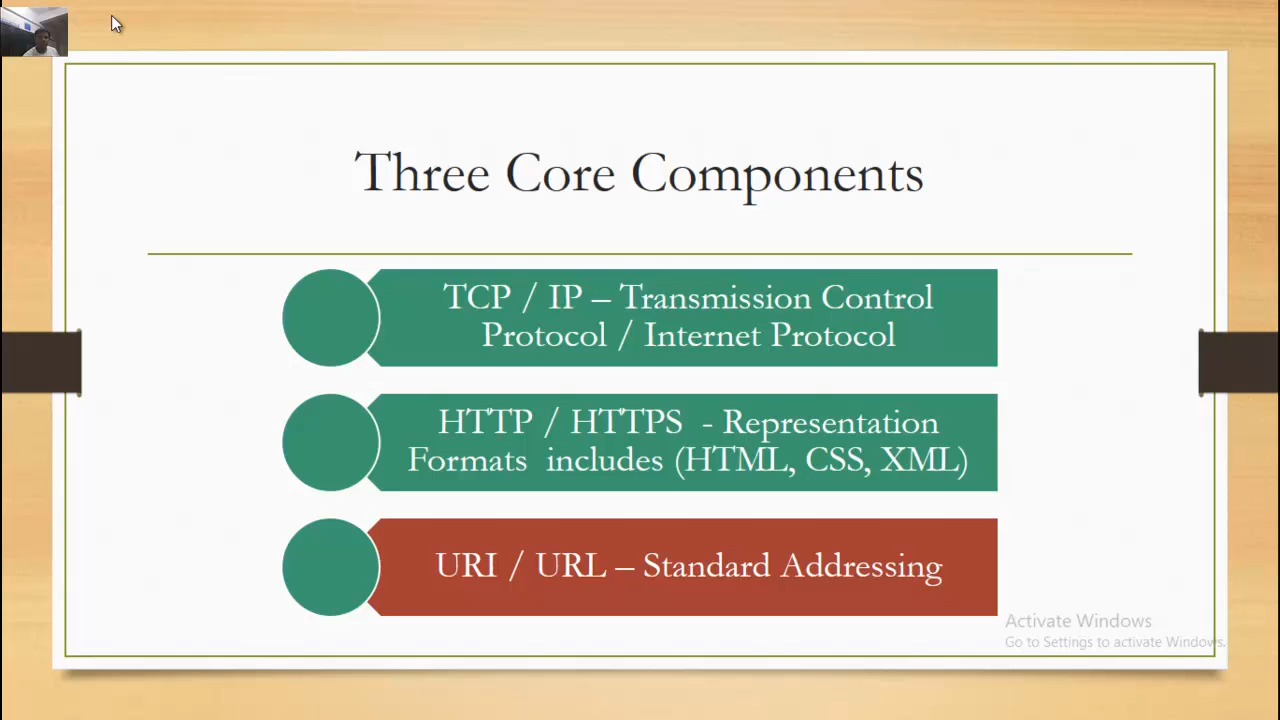 Three Core Components
TCP / IP – Transmission Control
Protocol / Internet Protocol
HTTP / HTTPS - Representation
Formats includes (HTML, CSS, XML)
URI / URL – Standard Addressing
Activate Windows
Go to Settings to activate Windows.